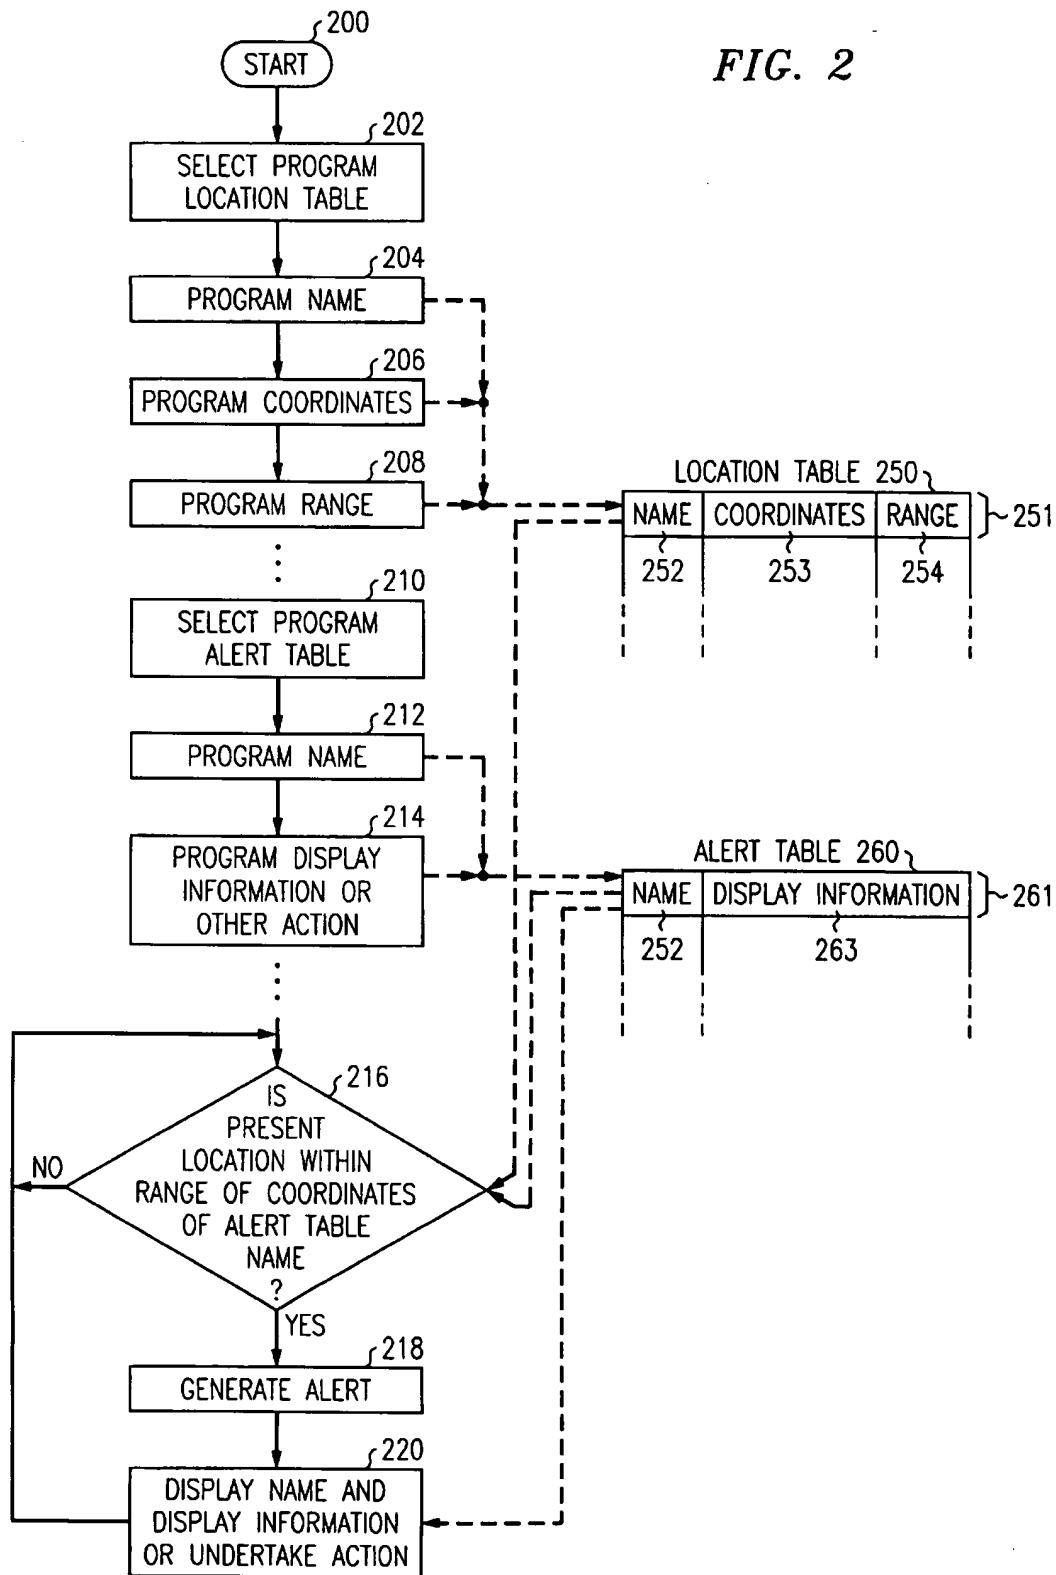 FIG. 2
200
START
202
SELECT PROGRAM
LOCATION TABLE
204
PROGRAM NAME
206
PROGRAM COORDINATES
208
PROGRAM RANGE
LOCATION TABLE 250
NAME COORDINATES RANGE
251
252 253 254
210
SELECT PROGRAM
ALERT TABLE
212
PROGRAM NAME
214
PROGRAM DISPLAY
INFORMATION OR
OTHER ACTION
ALERT TABLE 260
NAME DISPLAY INFORMATION
261
252 263
216
IS
PRESENT
LOCATION WITHIN
RANGE OF COORDINATES
OF ALERT TABLE
NAME
?
NO
YES
218
GENERATE ALERT
220
DISPLAY NAME AND
DISPLAY INFORMATION
OR UNDERTAKE ACTION